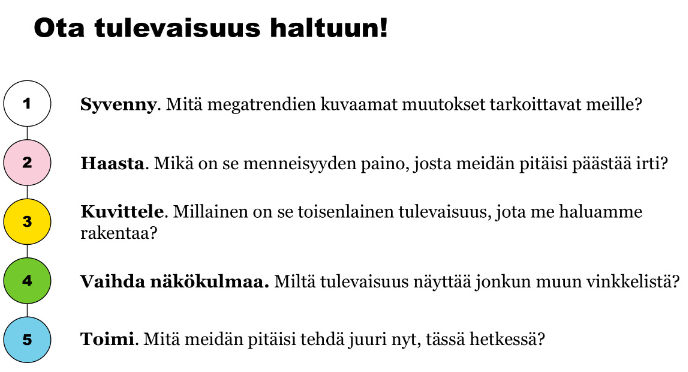 Ota tulevaisuus haltuun!
1 Syvenny. Mitä megatrendien kuvaamat muutokset tarkoittavat meille?
2 Haasta. Mikä on se menneisyyden paino, josta meidän pitäisi päästää irti?
3 Kuvittele. Millainen on se toisenlainen tulevaisuus, jota me haluamme
rakentaa?
4 Vaihda näkökulmaa. Miltä tulevaisuus näyttää jonkun muun vinkkelistä?
5 Toimi. Mitä meidän pitäisi tehdä juuri nyt, tässä hetkessä?